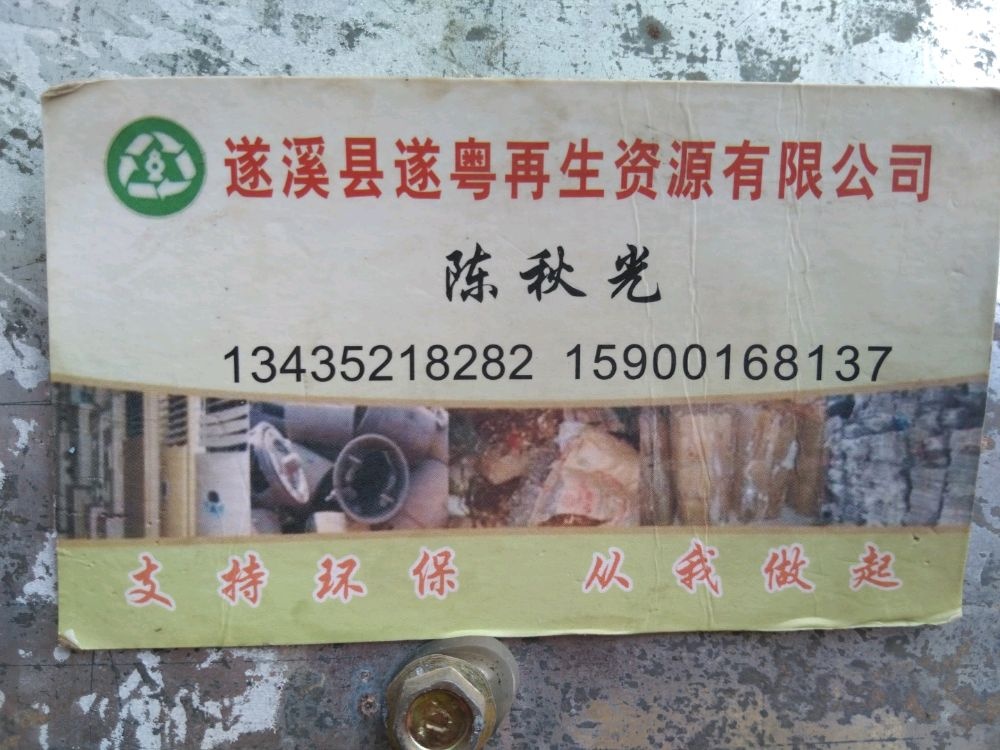 遂溪县遂粤再生资源有限公司
陈秋光
13435218282 15900168137
支持环保 从我做起